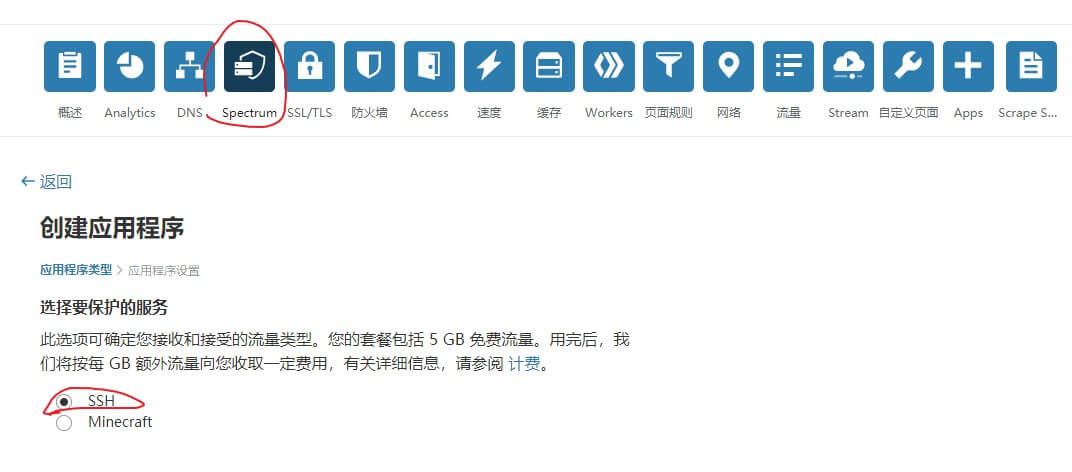 概述 Analytics DNS Spectrum SSL/TLS 防火墙 Access 速度 缓存 Workers 页面规则 网络 流量 Stream 自定义页面 Apps Scrape S...
返回
创建应用程序
应用程序类型 > 应用程序设置
选择要保护的服务
此选项可确定您接收和接受的流量类型。您的套餐包括 5 GB 免费流量。用完后，我
们将按每 GB 额外流量向您收取一定费用，有关详细信息，请参阅 计费。
SSH
Minecraft